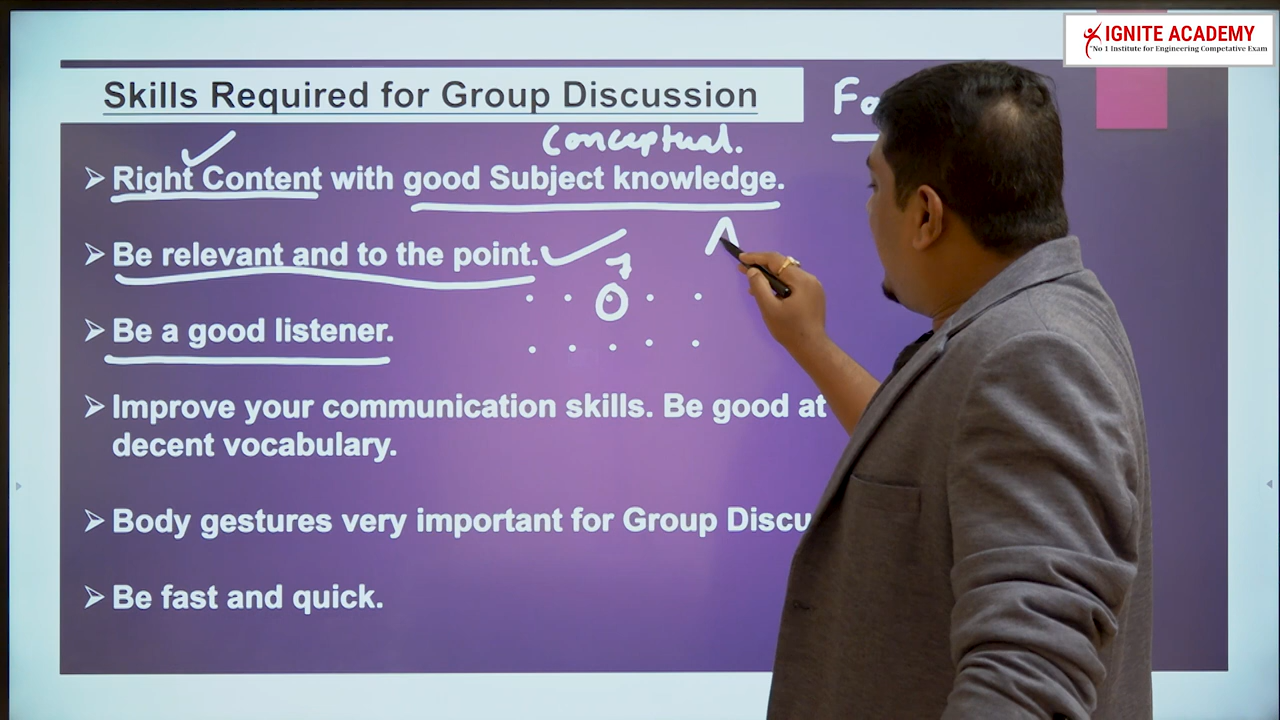 IGNITE ACADEMY
"No 1 Institute for Engineering Competative Exam
Skills Required for Group Discussion
Conceptual.
➢ Right Content with good Subject knowledge.
➢ Be relevant and to the point.
➢ Be a good listener.
➢ Improve your communication skills. Be good at
decent vocabulary.
➢ Body gestures very important for Group Discu
➢ Be fast and quick.